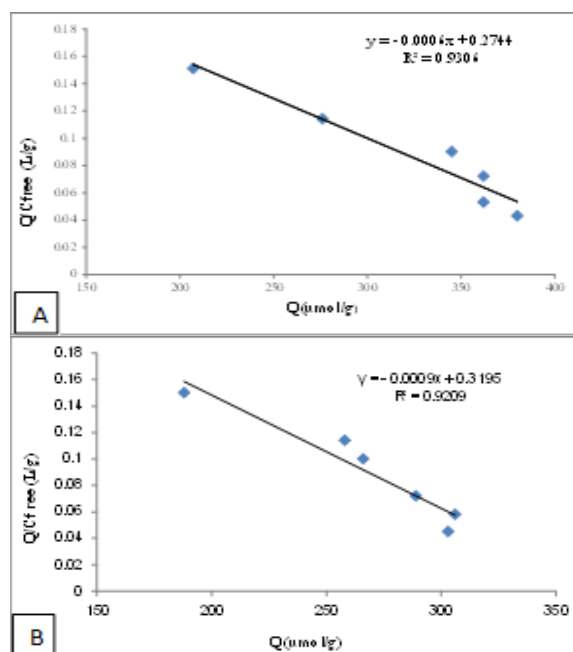 0.18
0.16
0.14
0.12
0.1
0.08
0.06
0.04
0.02
0
Q/Cfree (L/g)
y = -0.0006x + 0.2744
R² = 0.9306
150 200 250 300 350 400
Q(μmol/g)
A
0.18
0.16
0.14
0.12
0.1
0.08
0.06
0.04
0.02
0
Q/Cfree (L/g)
y = -0.0009x + 0.3195
R² = 0.9209
150 200 250 300 350
Q(μmol/g)
B